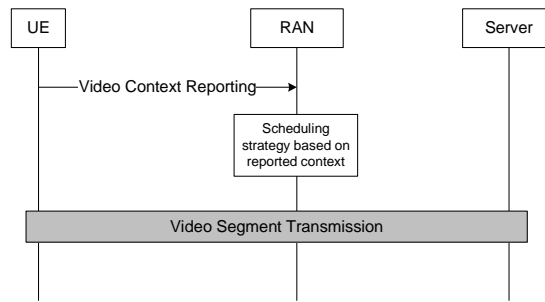 UE
RAN
Server
Video Context Reporting
Scheduling
strategy based on
reported context
Video Segment Transmission